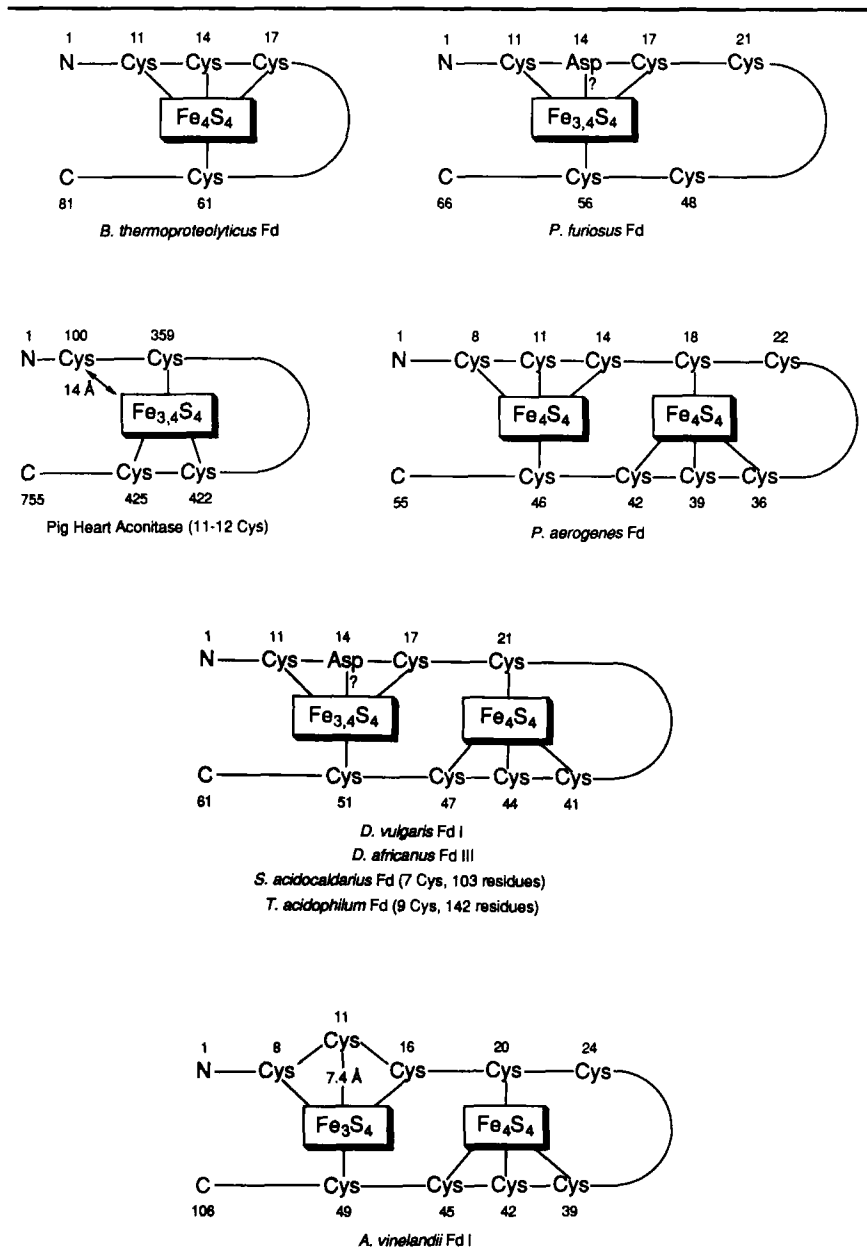 1 11 14 17
N Cys Cys Cys
Fe4S4
C Cys
81 61
B. thermoproteolyticus Fd
1 11 14 17 21
N Cys Asp Cys Cys
?
Fe3,4S4
C Cys Cys
66 56 48
P. furiosus Fd
1 100 359
N Cys Cys
14 Å
Fe3,4S4
C Cys Cys
755 425 422
Pig Heart Aconitase (11-12 Cys)
1 8 11 14 18 22
N Cys Cys Cys Cys Cys
Fe4S4 Fe4S4
C Cys Cys Cys Cys
55 46 42 39 36
P. aerogenes Fd
1 11 14 17 21
N Cys Asp Cys Cys
?
Fe3,4S4 Fe4S4
C Cys Cys Cys Cys
61 51 47 44 41
D. vulgaris Fd I
D. africanus Fd III
S. acidocaldarius Fd (7 Cys, 103 residues)
T. acidophilum Fd (9 Cys, 142 residues)
11
1 8 Cys 16 20 24
N Cys Cys Cys Cys
7.4 Å
Fe3S4 Fe4S4
C Cys Cys Cys Cys
106 49 45 42 39
A. vinelandii Fd I